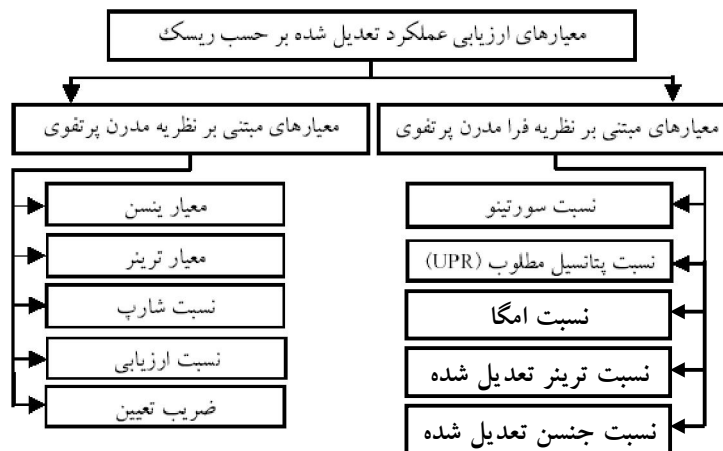 معیارهای ارزیابی عملکرد تعدیل شده بر حسب ریسک
معیارهای مبتنی بر نظریه فرا مدرن پرتفوی
نسبت سورتینو
نسبت پتانسیل مطلوب (UPR)
نسبت امگا
نسبت ترینر تعدیل شده
نسبت جنسن تعدیل شده
معیارهای مبتنی بر نظریه مدرن پرتفوی
معیار ینسن
معیار ترینر
نسبت شارپ
نسبت ارزیابی
ضریب تعیین